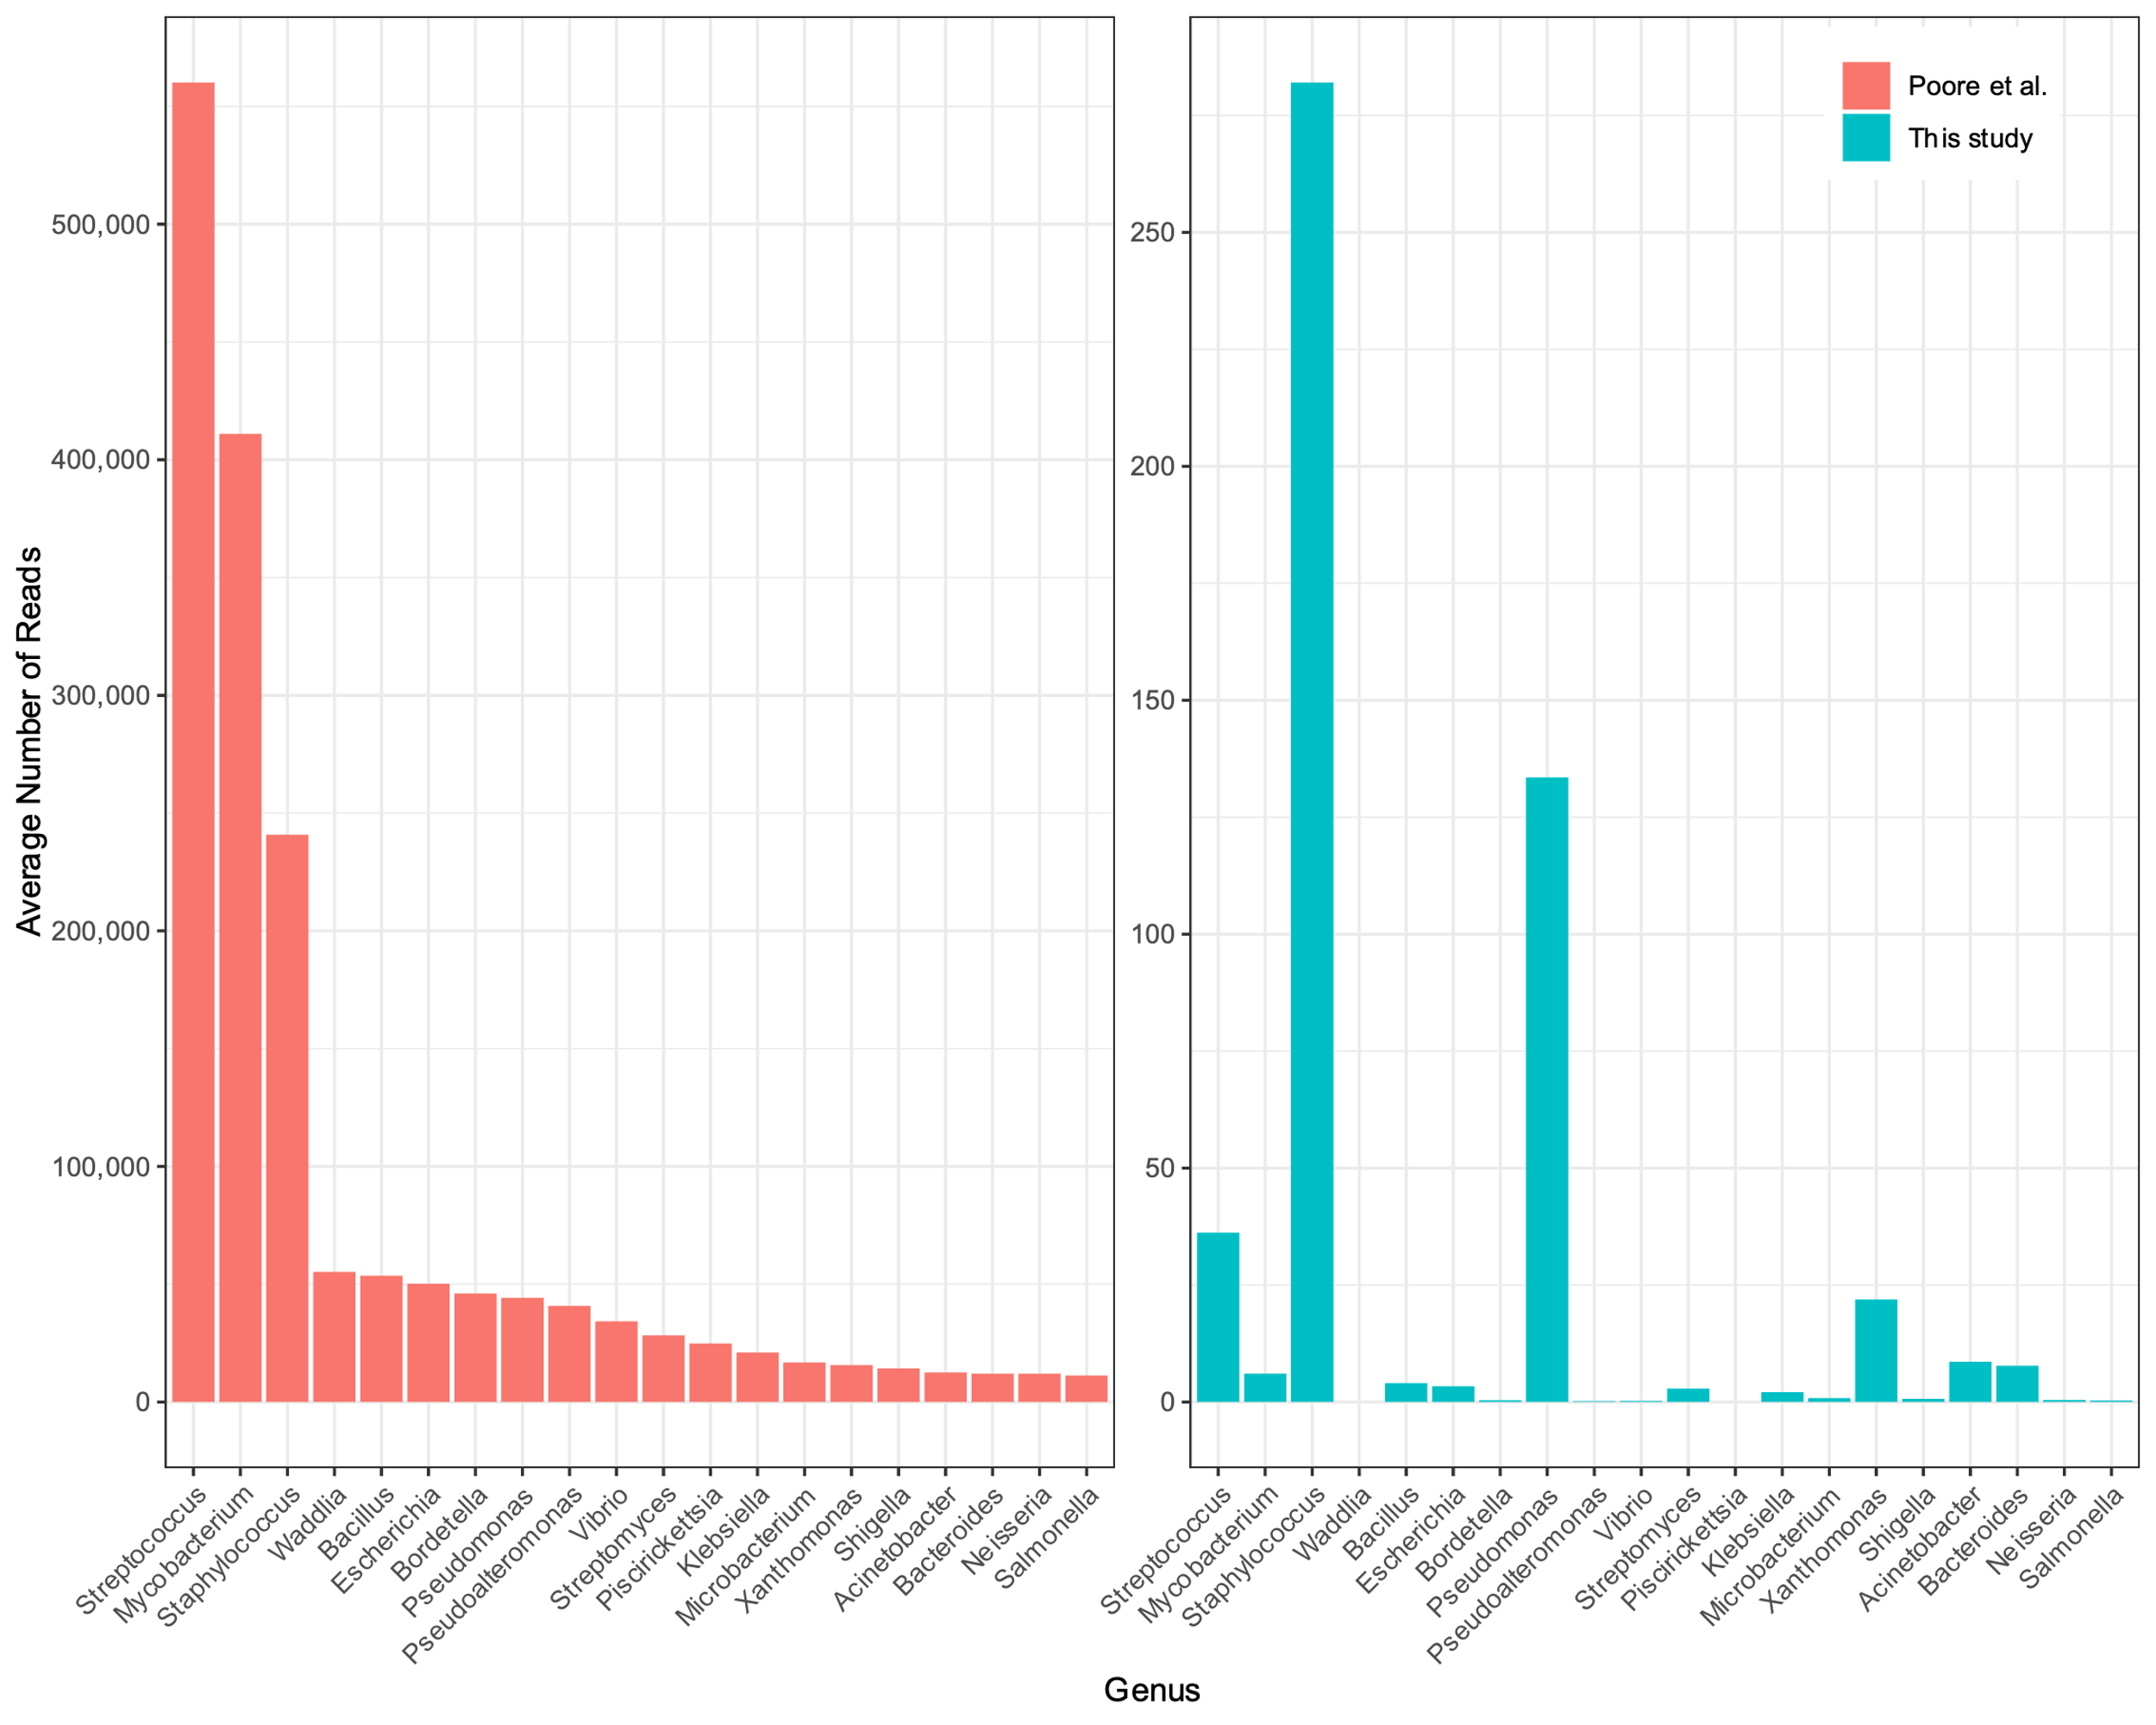 Average Number of Reads
500,000
400,000
300,000
200,000
100,000
0
Streptococcus
Mycobacterium
Staphylococcus
Waddlia
Bacillus
Escherichia
Bordetella
Pseudomonas
Pseudoalteromonas
Vibrio
Streptomyces
Piscirickettsia
Klebsiella
Microbacterium
Xanthomonas
Shigella
Acinetobacter
Bacteroides
Neisseria
Salmonella
Poore et al.
This study
250
200
150
100
50
0
Streptococcus
Mycobacterium
Staphylococcus
Waddlia
Bacillus
Escherichia
Bordetella
Pseudomonas
Pseudoalteromonas
Vibrio
Streptomyces
Piscirickettsia
Klebsiella
Microbacterium
Xanthomonas
Shigella
Acinetobacter
Bacteroides
Neisseria
Salmonella
Genus